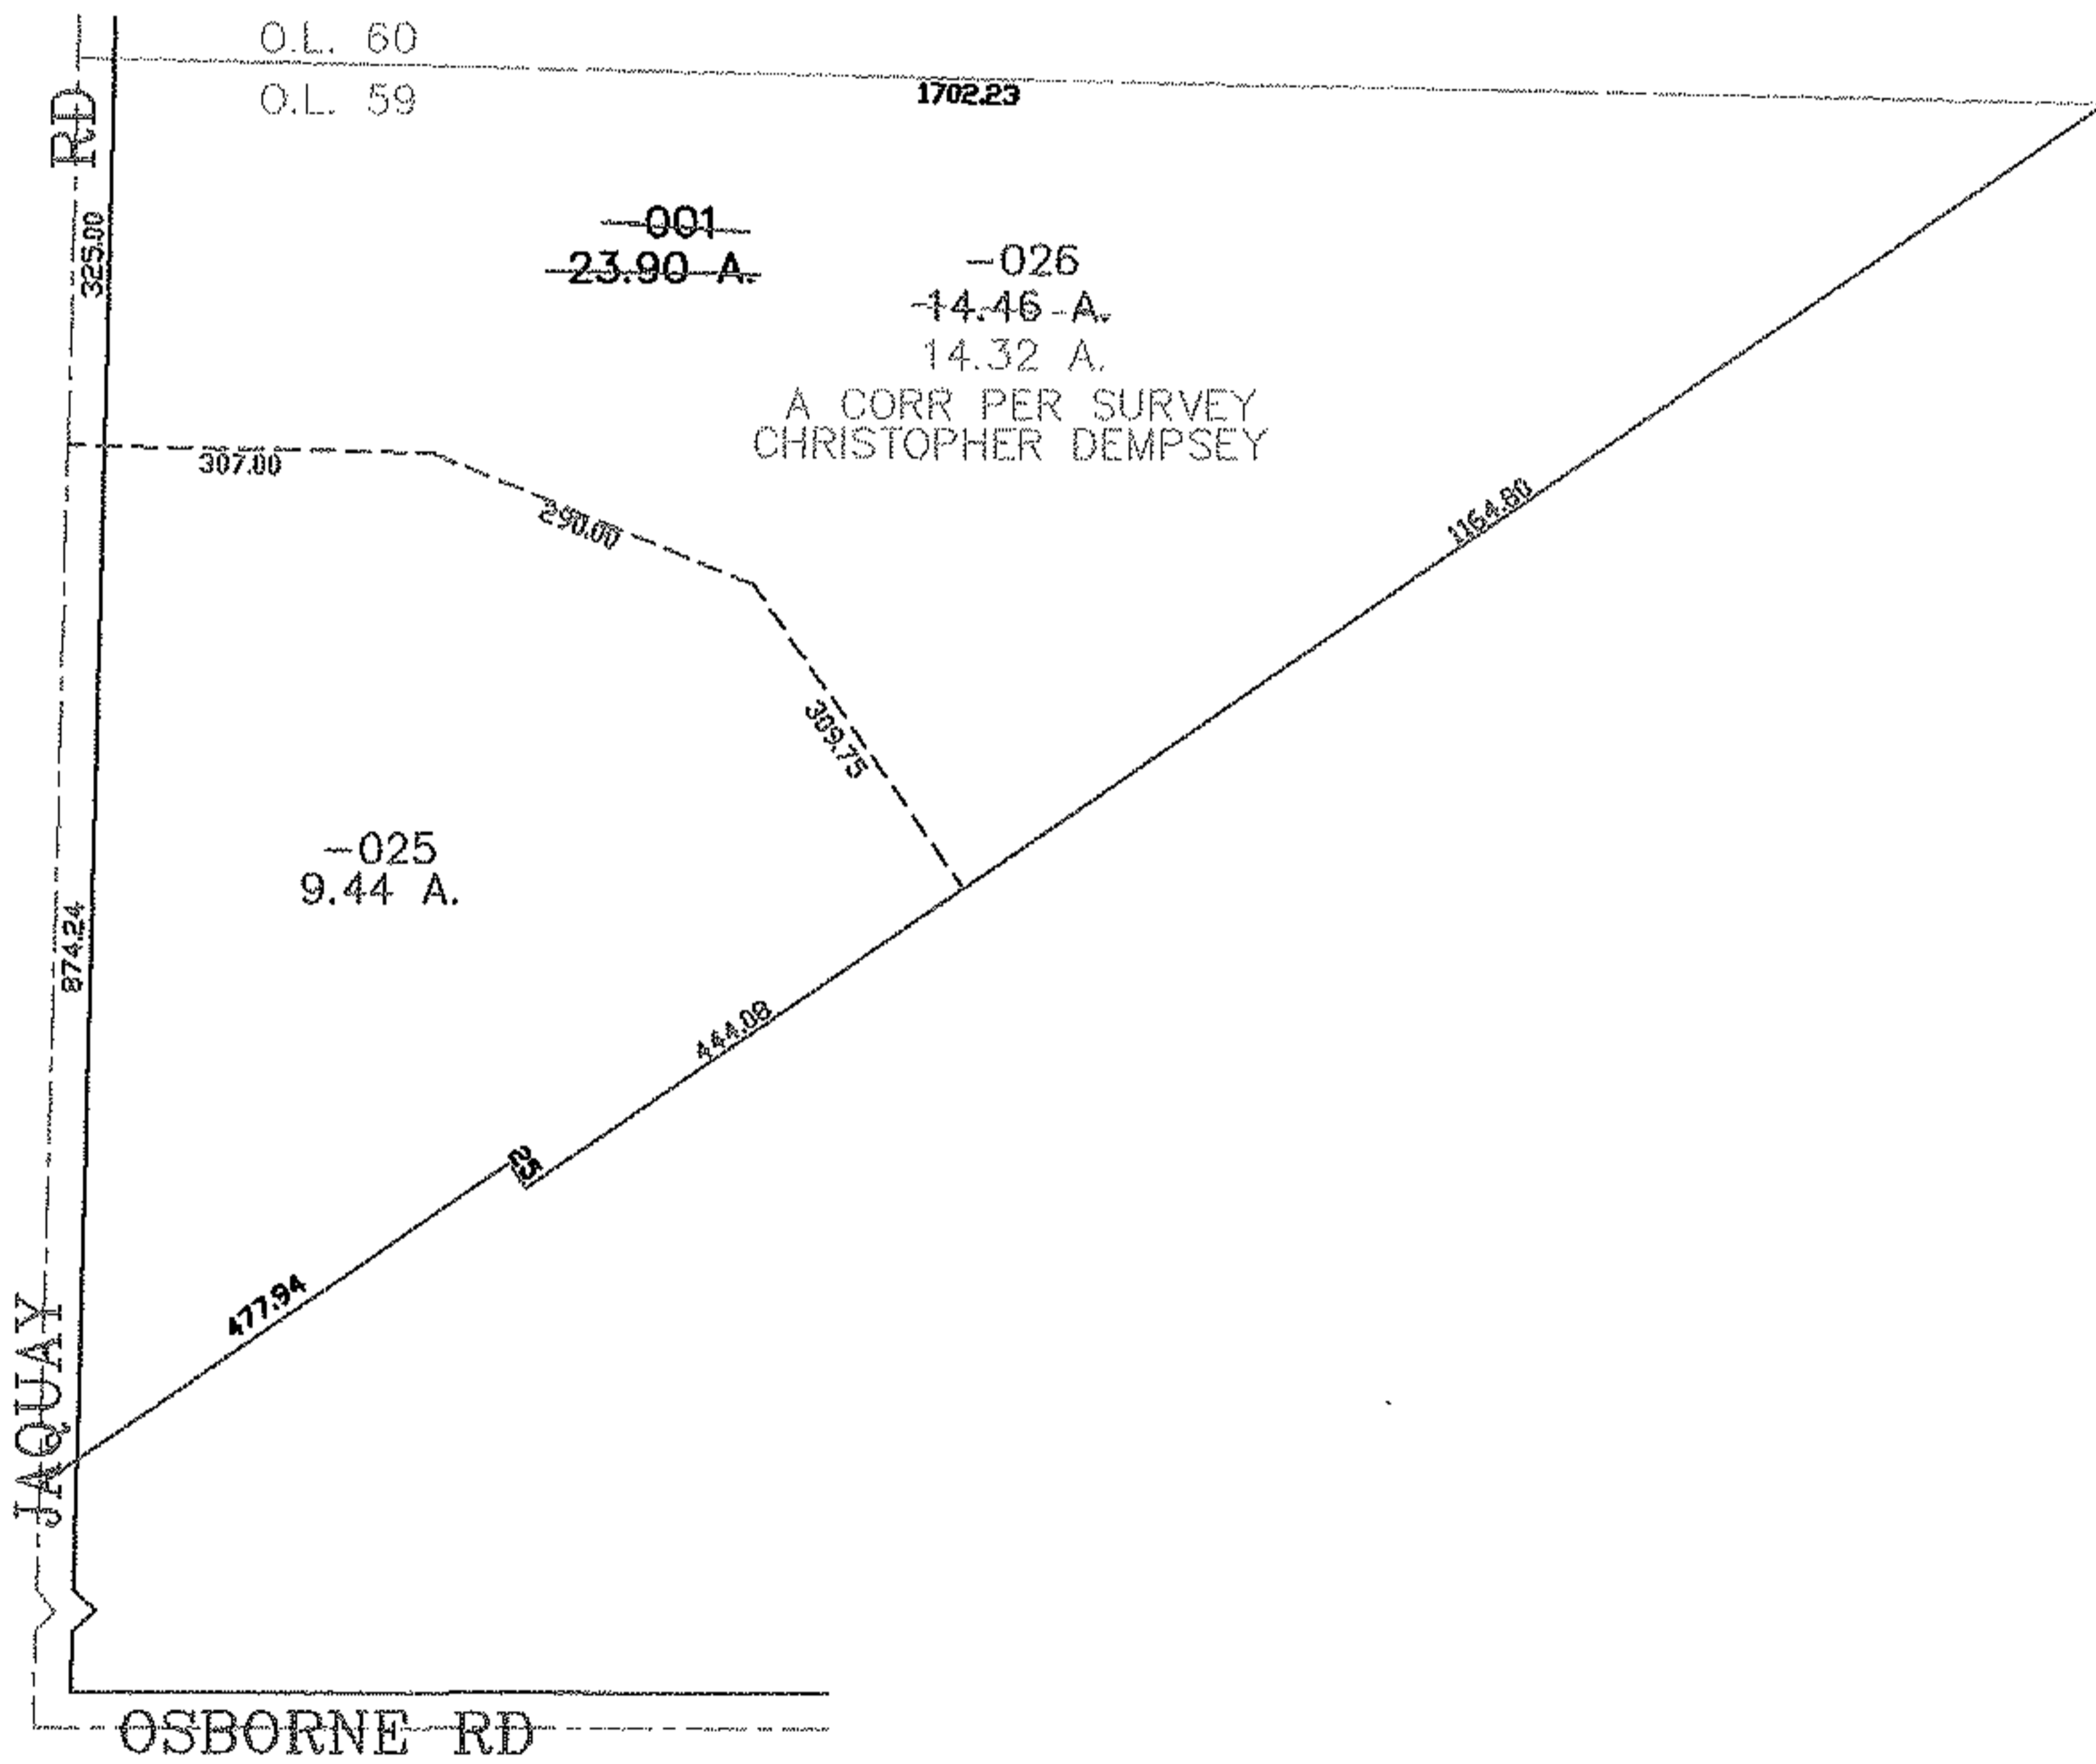 O.L. 60
O.L. 59
1702.23
RD
325.00
-001
23.90 A.
-026
14.46 A.
14.32 A.
A CORR PER SURVEY
CHRISTOPHER DEMPSEY
307.00
290.00
1164.80
309.75
-025
9.44 A.
874.24
444.08
25
477.94
JAQUAY
OSBORNE RD